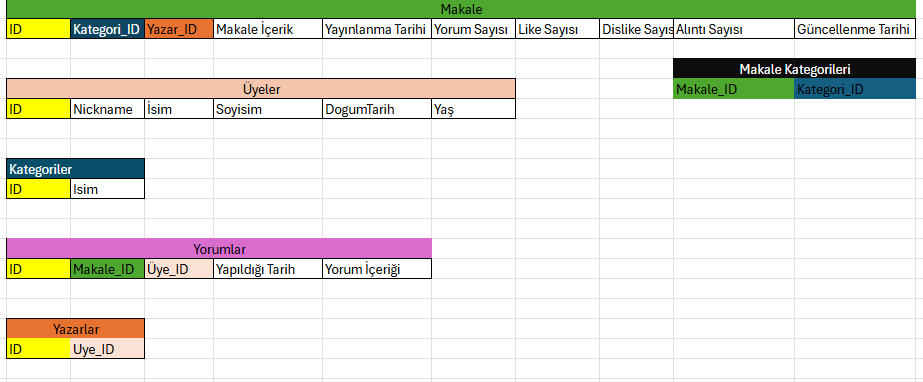 Makale
ID Kategori_ID Yazar_ID Makale İçerik Yayınlanma Tarihi Yorum Sayısı Like Sayısı Dislike Sayıs Alıntı Sayısı Güncellenme Tarihi
Makale Kategorileri
Makale_ID Kategori_ID
Üyeler
ID Nickname İsim Soyisim DogumTarih Yaş
Kategoriler
ID Isim
Yorumlar
ID Makale_ID Üye_ID Yapıldığı Tarih Yorum İçeriği
Yazarlar
ID Uye_ID